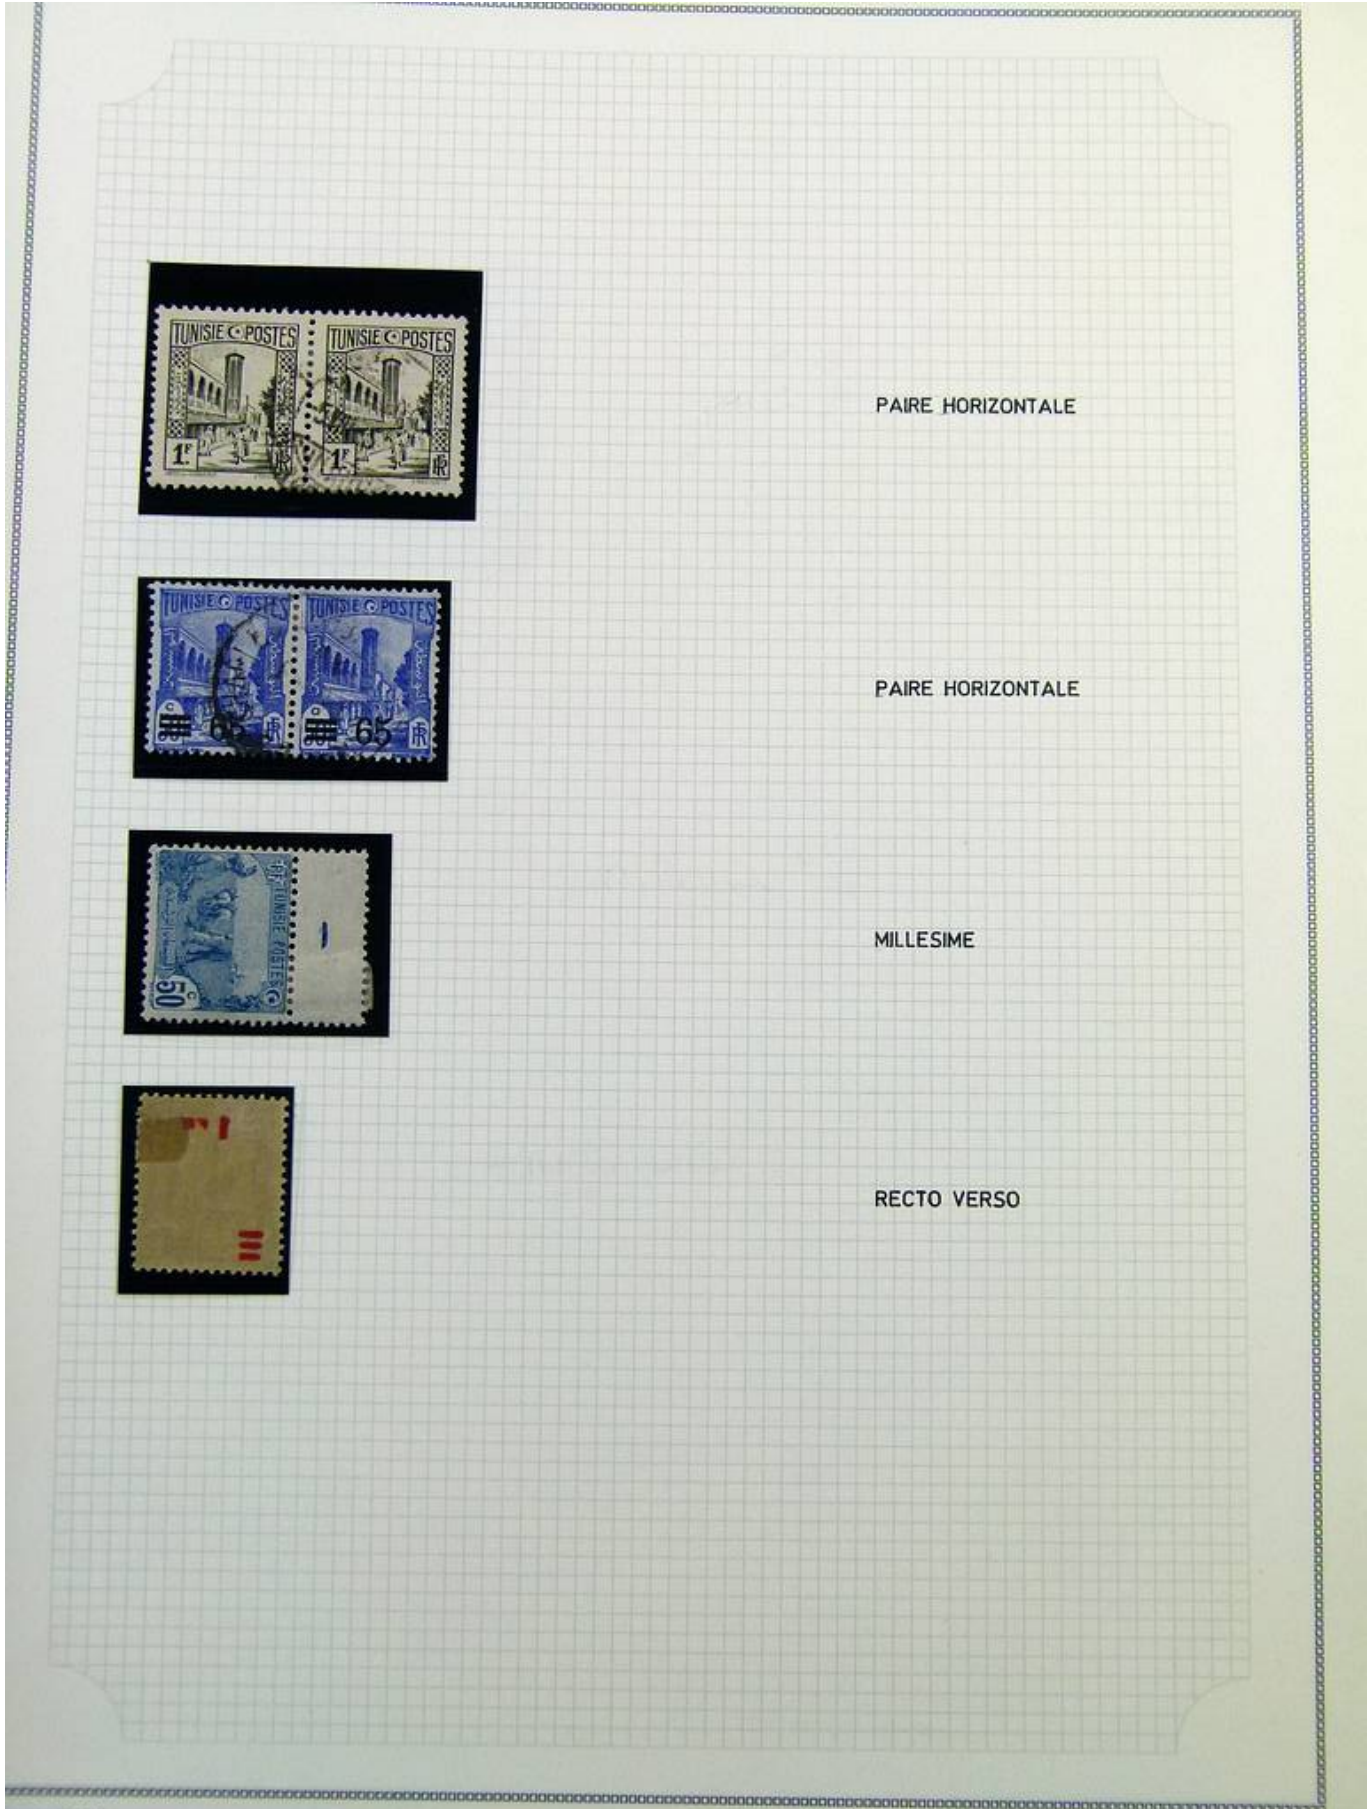 TUNISIE POSTES TUNISIE POSTES
1F 1F
RF RF
PAIRE HORIZONTALE
TUNISIE POSTES TUNISIE POSTES
C C
65 65
RF RF
PAIRE HORIZONTALE
RF TUNISIE POSTES
50 C
MILLESIME
RECTO VERSO